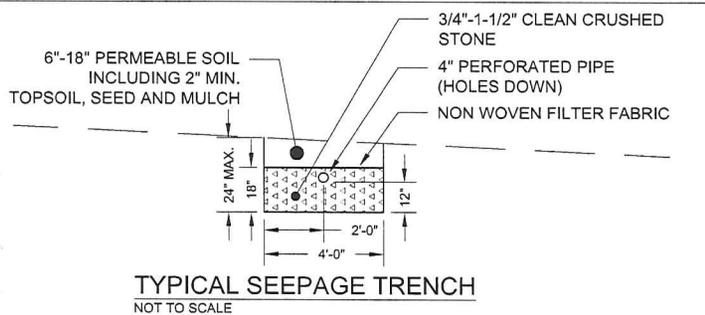 3/4"-1-1/2" CLEAN CRUSHED
STONE
6"-18" PERMEABLE SOIL
INCLUDING 2" MIN.
TOPSOIL, SEED AND MULCH
4" PERFORATED PIPE
(HOLES DOWN)
NON WOVEN FILTER FABRIC
24" MAX.
18"
12"
2'-0"
4'-0"
TYPICAL SEEPAGE TRENCH
NOT TO SCALE